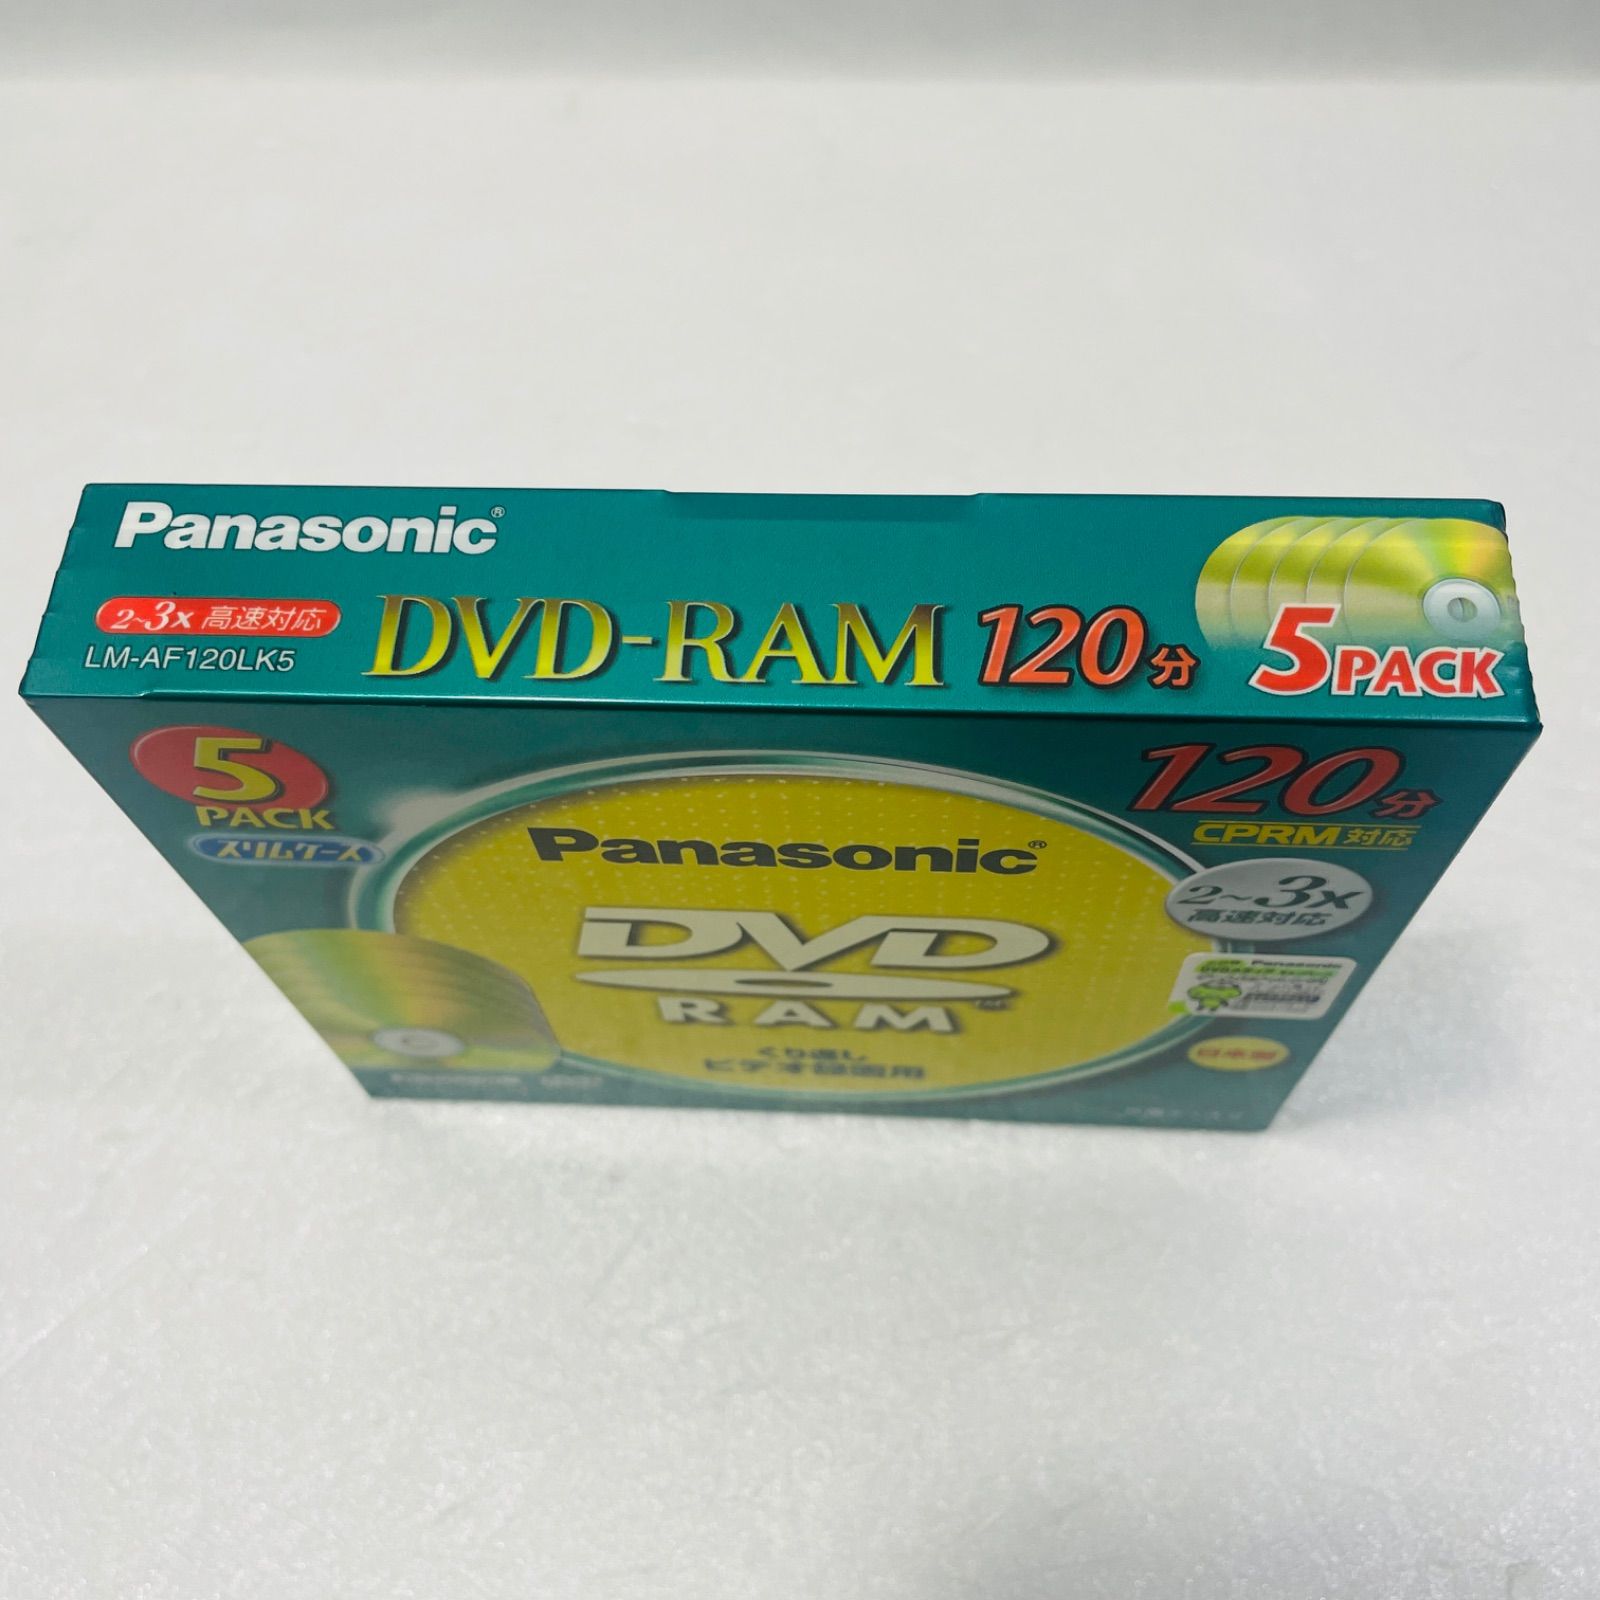 Panasonic®
2~3x 高速対応
LM-AF120LK5
DVD-RAM 120分
5PACK
5
PACK
スリムケース
120分
CPRM対応
2~3x
高速対応
Panasonic®
DVD
RAM
くり返し
ビデオ録画用
Panasonic
日本製